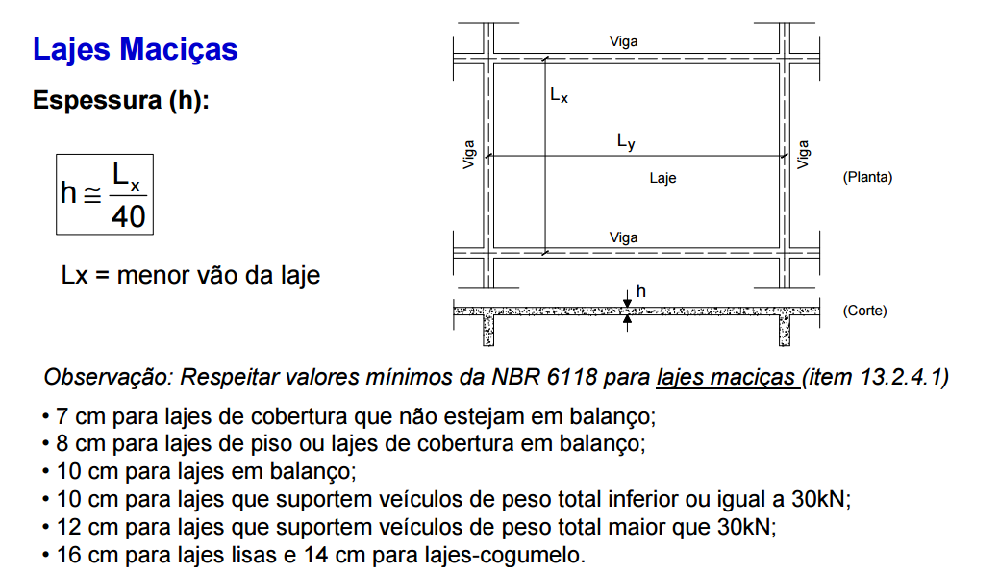 Lajes Maciças
Espessura (h):
h ≅ Lx
40
Lx = menor vão da laje
Viga
Lx
Ly
Viga
Viga
Laje
(Planta)
Viga
h
(Corte)
Observação: Respeitar valores mínimos da NBR 6118 para lajes maciças (item 13.2.4.1)
• 7 cm para lajes de cobertura que não estejam em balanço;
• 8 cm para lajes de piso ou lajes de cobertura em balanço;
• 10 cm para lajes em balanço;
• 10 cm para lajes que suportem veículos de peso total inferior ou igual a 30kN;
• 12 cm para lajes que suportem veículos de peso total maior que 30kN;
• 16 cm para lajes lisas e 14 cm para lajes-cogumelo.